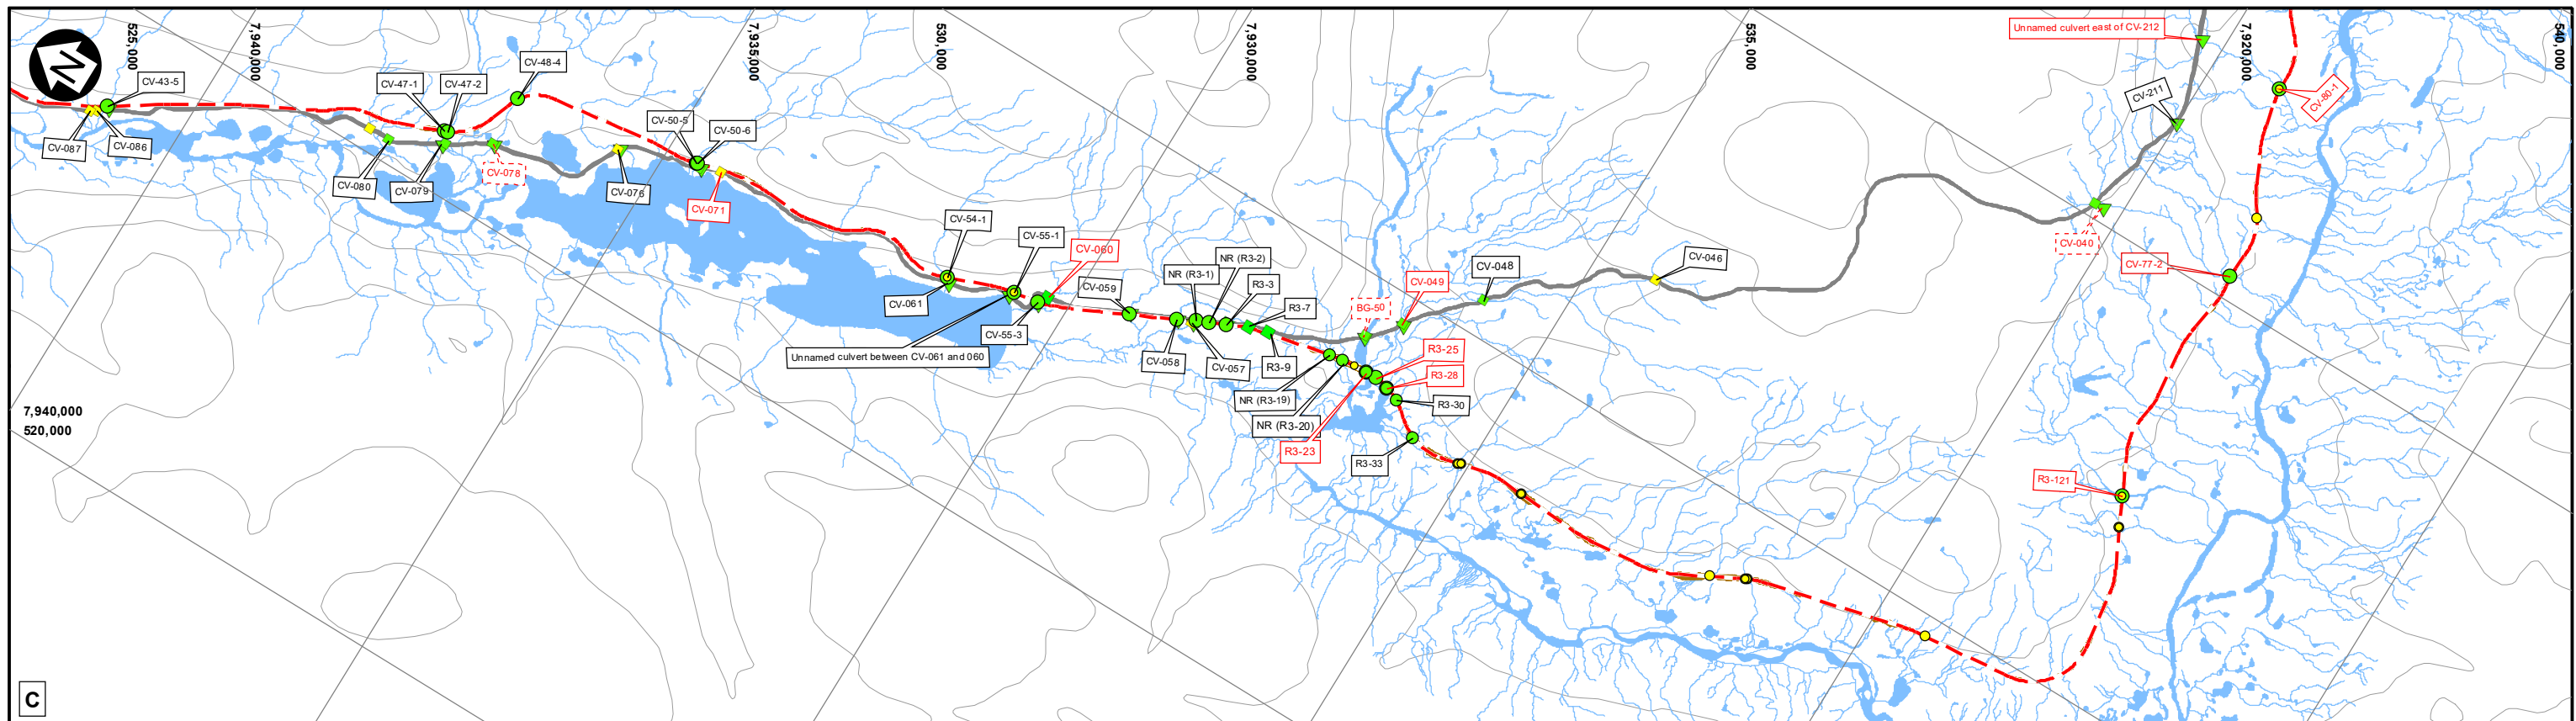 N
525,000
7,940,000
7,935,000
530,000
7,930,000
535,000
7,920,000
540,000
Unnamed culvert east of CV-212
CV-43-5
CV-47-1
CV-47-2
CV-48-4
CV-50-5
CV-50-6
CV-211
CV-80-1
CV-087
CV-086
CV-080
CV-079
CV-078
CV-076
CV-071
CV-54-1
CV-55-1
CV-060
CV-059
NR (R3-1)
NR (R3-2)
R3-3
R3-7
BG-50
CV-049
CV-048
CV-046
CV-040
CV-77-2
CV-061
CV-55-3
Unnamed culvert between CV-061 and 060
CV-058
CV-057
R3-9
NR (R3-19)
NR (R3-20)
R3-23
R3-25
R3-28
R3-30
R3-33
R3-121
7,940,000
520,000
C